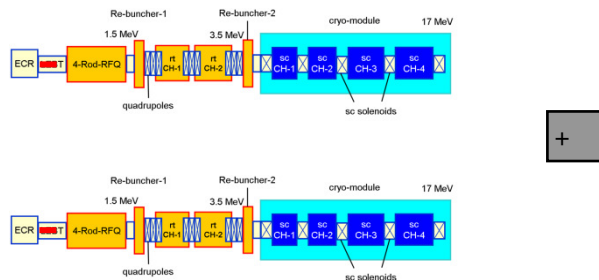 Re-buncher-1 Re-buncher-2 cryo-module 17 MeV
1.5 MeV 3.5 MeV
ECR T 4-Rod-RFQ rt CH-1 rt CH-2 sc CH-1 sc CH-2 sc CH-3 sc CH-4
quadrupoles sc solenoids
+
Re-buncher-1 Re-buncher-2 cryo-module 17 MeV
1.5 MeV 3.5 MeV
ECR T 4-Rod-RFQ rt CH-1 rt CH-2 sc CH-1 sc CH-2 sc CH-3 sc CH-4
quadrupoles sc solenoids